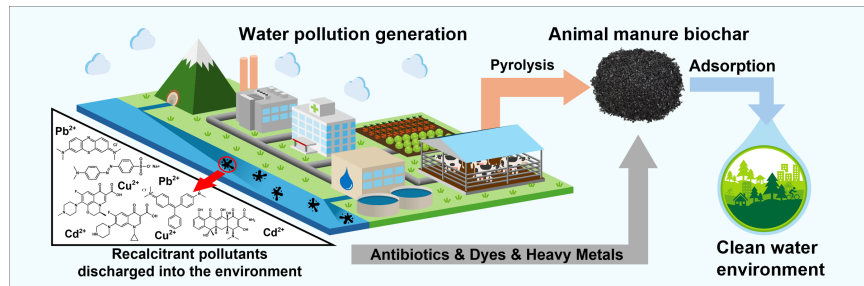 Water pollution generation
Animal manure biochar
Pyrolysis
Adsorption
Pb2+
Cu2+
Pb2+
Cd2+
Cu2+
Cd2+
Recalcitrant pollutants
discharged into the environment
Antibiotics & Dyes & Heavy Metals
Clean water
environment